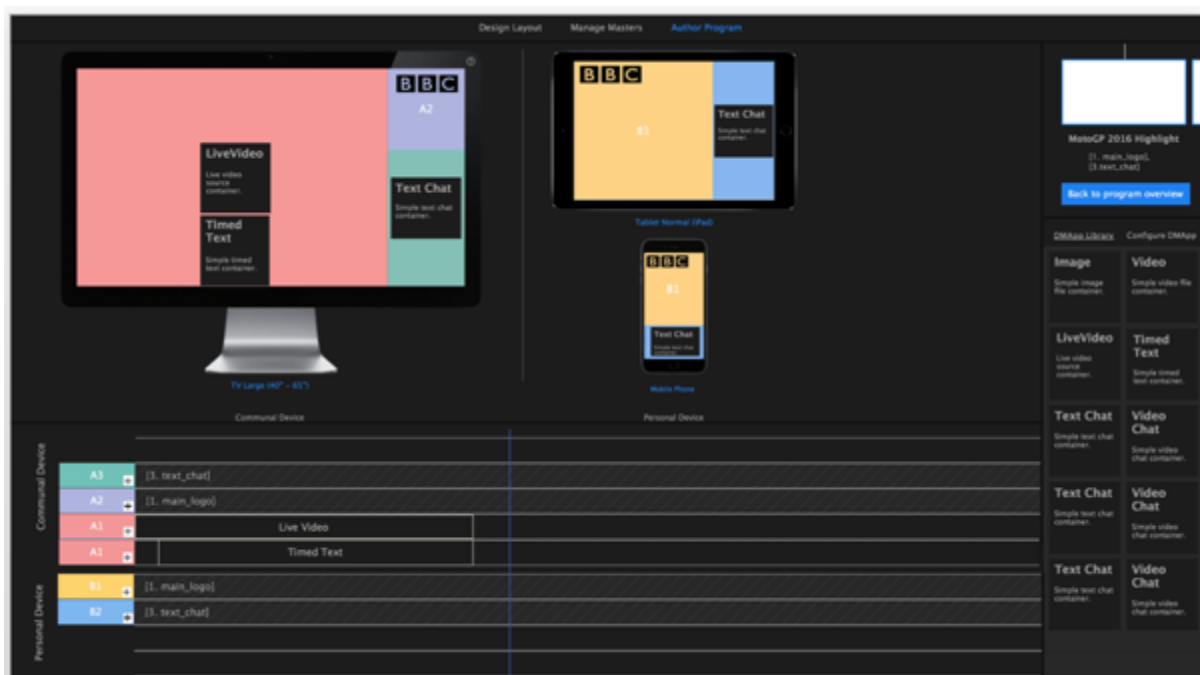 Design Layout
Manage Masters
Author Program
BBC
A2
LiveVideo
Live video
source
container.
Timed
Text
Simple timed
text container.
Text Chat
Simple text chat
container.
TV Large (40" - 65")
Communal Device
BBC
B1
Text Chat
Simple text chat
container.
Tablet Normal (iPad)
BBC
B1
Text Chat
Simple text chat
container.
Mobile Phone
Personal Device
MotoGP 2016 Highlight
[1. main_logo],
[3.text_chat]
Back to program overview
DMApp Library
Configure DMApp
Image
Simple image
file container.
Video
Simple video file
container.
LiveVideo
Live video
source
container.
Timed
Text
Simple timed
text container.
Text Chat
Simple text chat
container.
Video
Chat
Simple video
chat container.
Text Chat
Simple text chat
container.
Video
Chat
Simple video
chat container.
Text Chat
Simple text chat
container.
Video
Chat
Simple video
chat container.
Communal Device
A3 + [3. text_chat]
A2 + [1. main_logo]
A1 + Live Video
A1 + Timed Text
Personal Device
B1 + [1. main_logo]
B2 + [3. text_chat]